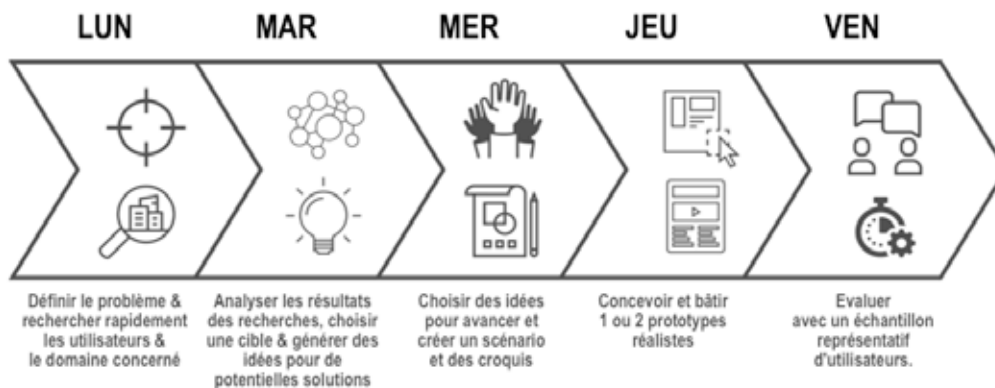 LUN
MAR
MER
JEU
VEN
Définir le problème &
rechercher rapidement
les utilisateurs &
le domaine concerné
Analyser les résultats
des recherches, choisir
une cible & générer des
idées pour de
potentielles solutions
Choisir des idées
pour avancer et
créer un scénario
et des croquis
Concevoir et bâtir
1 ou 2 prototypes
réalistes
Evaluer
avec un échantillon
représentatif
d'utilisateurs.